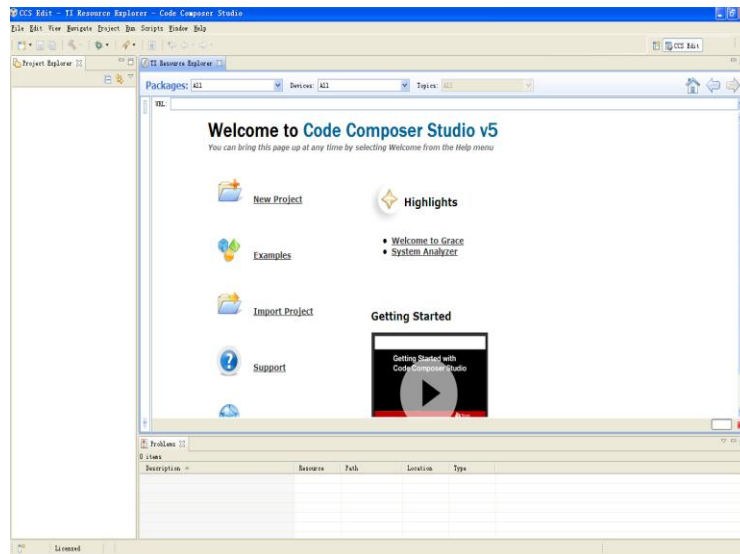 CCS Edit - TI Resource Explorer - Code Composer Studio
File Edit View Navigate Project Run Scripts Window Help
CCS Edit
Project Explorer
TI Resource Explorer
Packages: All Devices: All Topics: All
URL:
Welcome to Code Composer Studio v5
You can bring this page up at any time by selecting Welcome from the Help menu
New Project
Highlights
Welcome to Grace
System Analyzer
Examples
Import Project
Getting Started
Getting Started with
Code Composer Studio
Support
Problems
0 items
Description Resource Path Location Type
Licensed